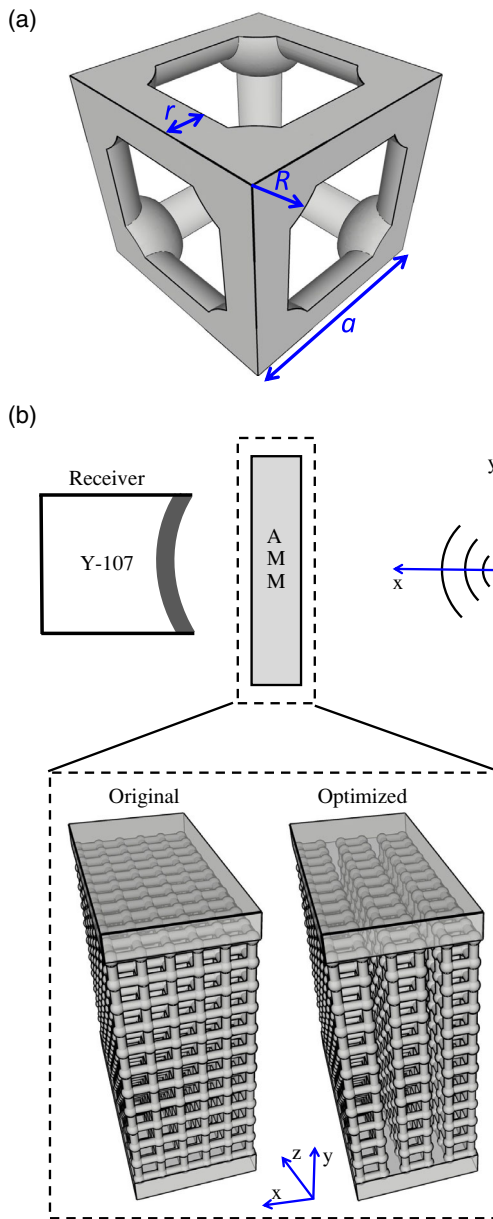 (a)
r
R
a
(b)
Receiver
y
Y-107
A
M
M
x
Original
Optimized
z
y
x